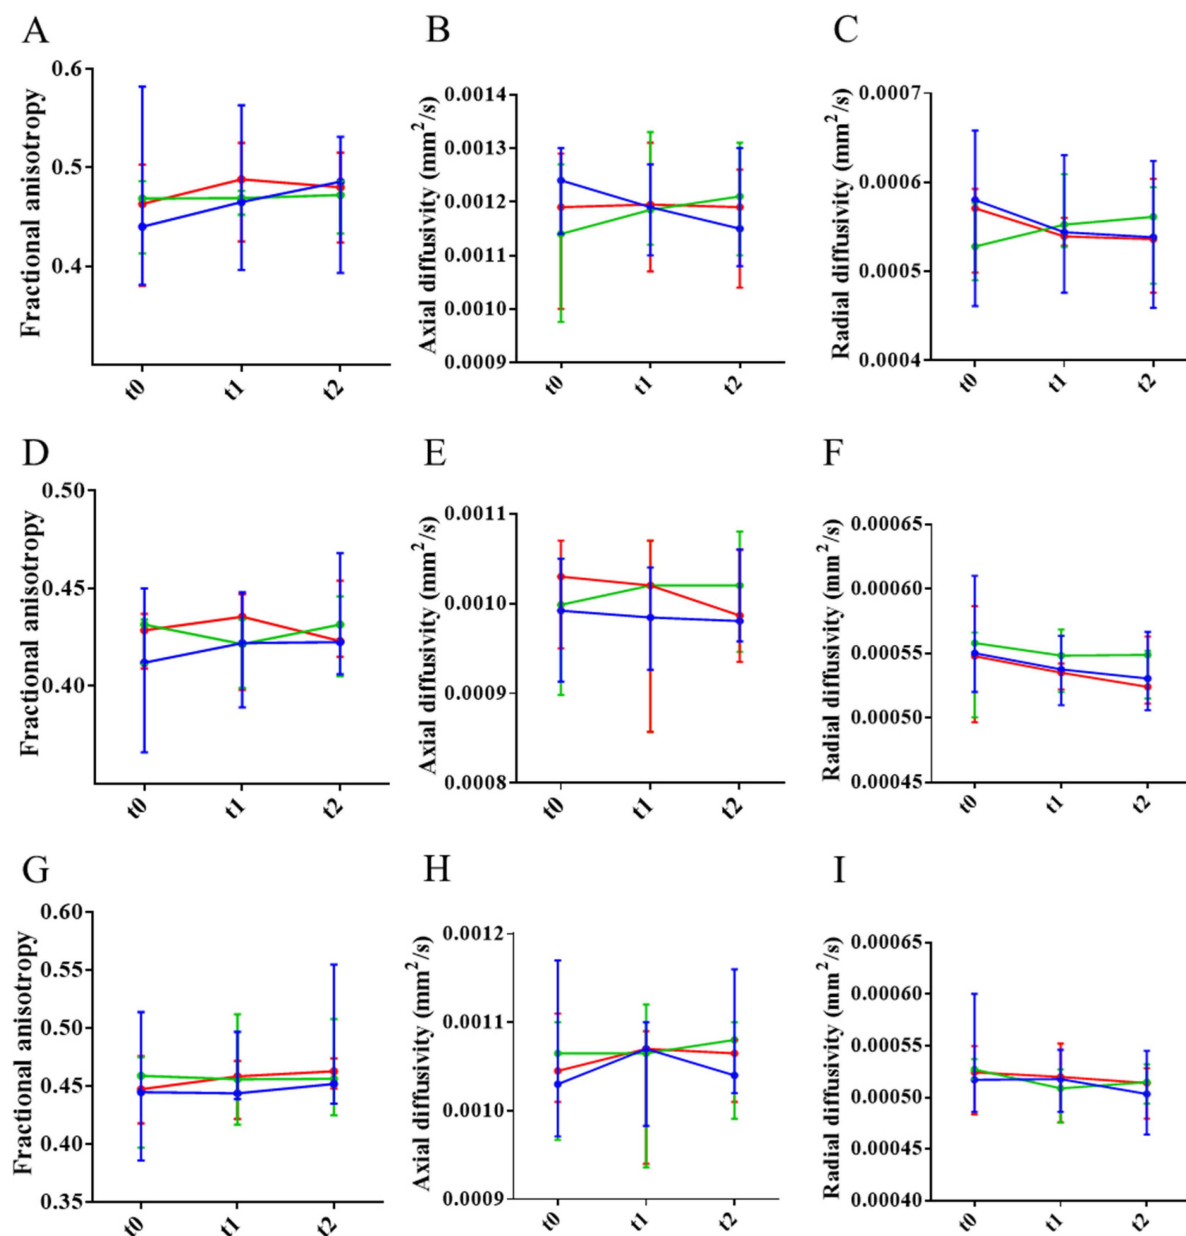 A
Fractional anisotropy
0.6
0.5
0.4
t0
t1
t2
B
Axial diffusivity (mm²/s)
0.0014
0.0013
0.0012
0.0011
0.0010
0.0009
t0
t1
t2
C
Radial diffusivity (mm²/s)
0.0007
0.0006
0.0005
0.0004
t0
t1
t2
D
Fractional anisotropy
0.50
0.45
0.40
t0
t1
t2
E
Axial diffusivity (mm²/s)
0.0011
0.0010
0.0009
0.0008
t0
t1
t2
F
Radial diffusivity (mm²/s)
0.00065
0.00060
0.00055
0.00050
0.00045
t0
t1
t2
G
Fractional anisotropy
0.60
0.55
0.50
0.45
0.40
0.35
t0
t1
t2
H
Axial diffusivity (mm²/s)
0.0012
0.0011
0.0010
0.0009
t0
t1
t2
I
Radial diffusivity (mm²/s)
0.00065
0.00060
0.00055
0.00050
0.00045
0.00040
t0
t1
t2